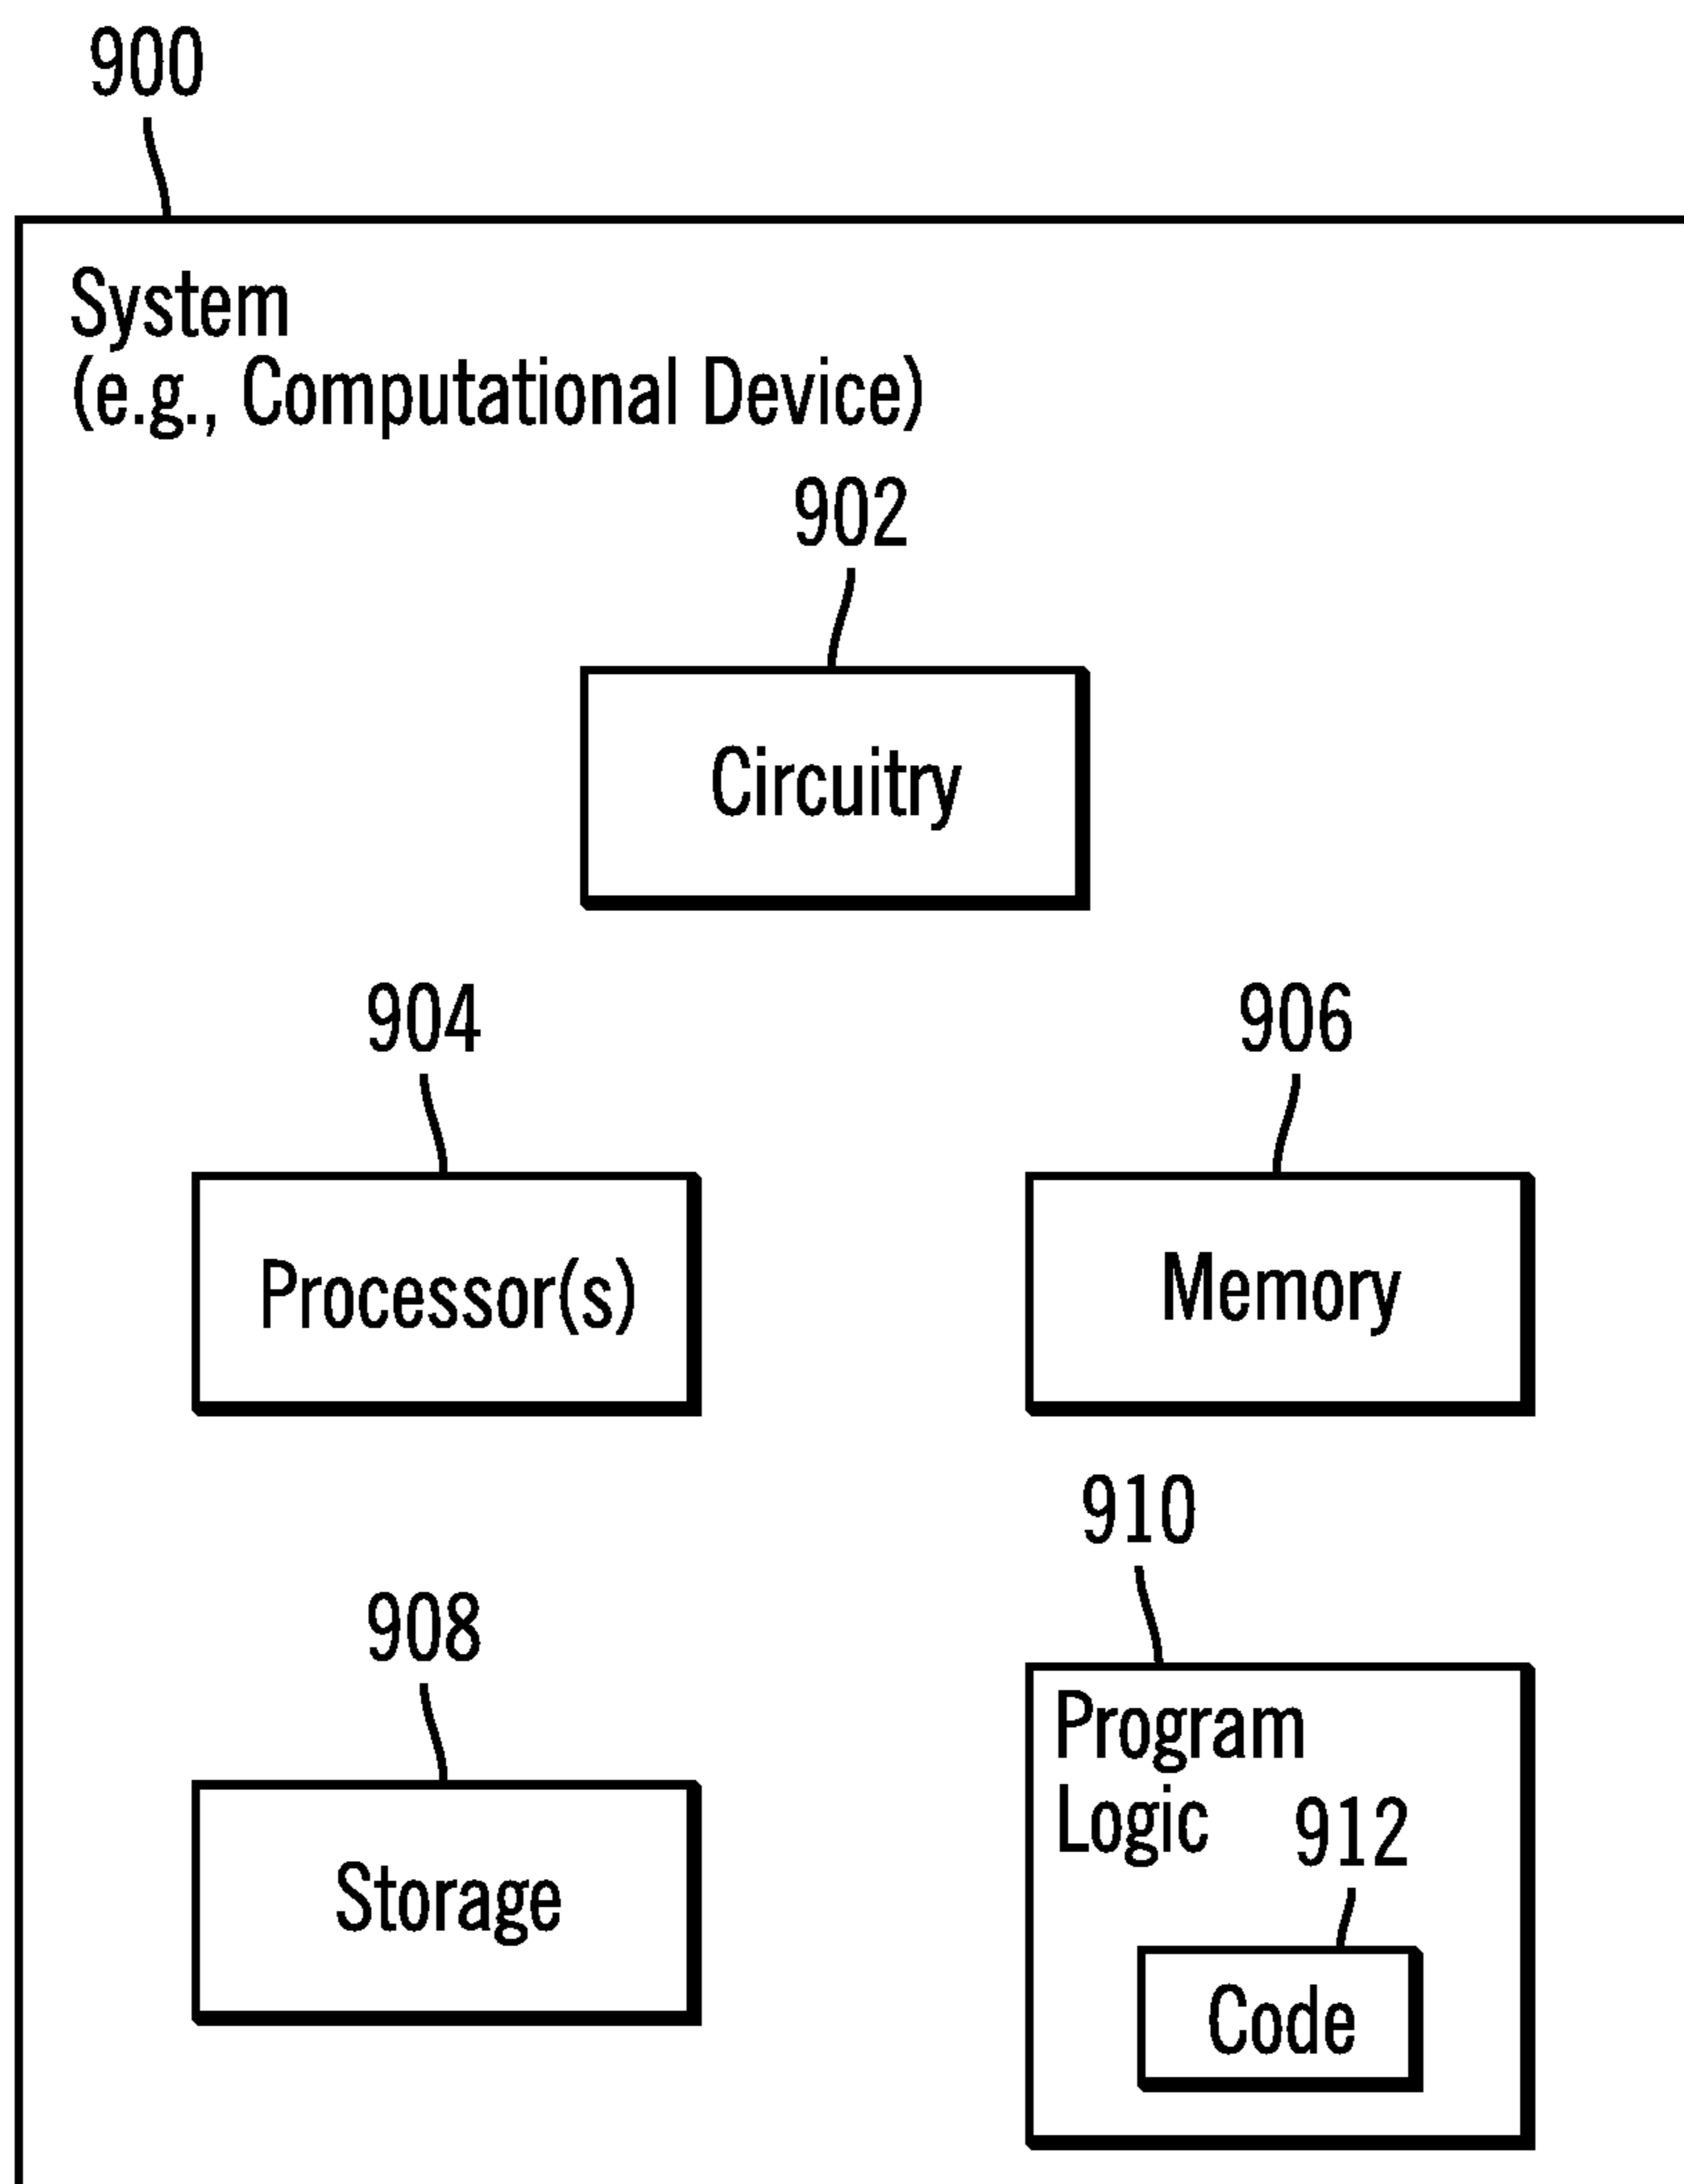 900
System
(e.g., Computational Device)
902
Circuitry
904
906
Processor(s)
Memory
910
908
Program
Logic
912
Storage
Code